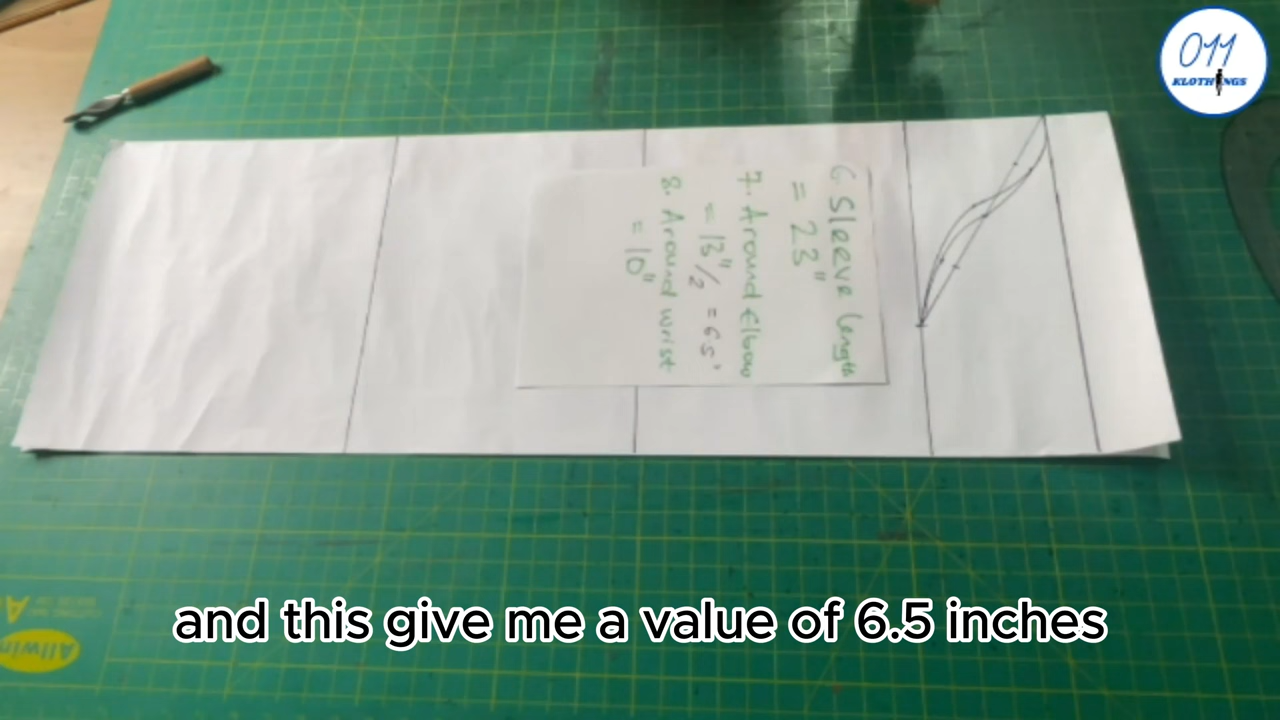 011
KLOTHINGS
6. Sleeve length
= 23"
7. Around Elbow
= 13"/2 = 6.5"
8. Around wrist
= 10"
Allwin
and this give me a value of 6.5 inches